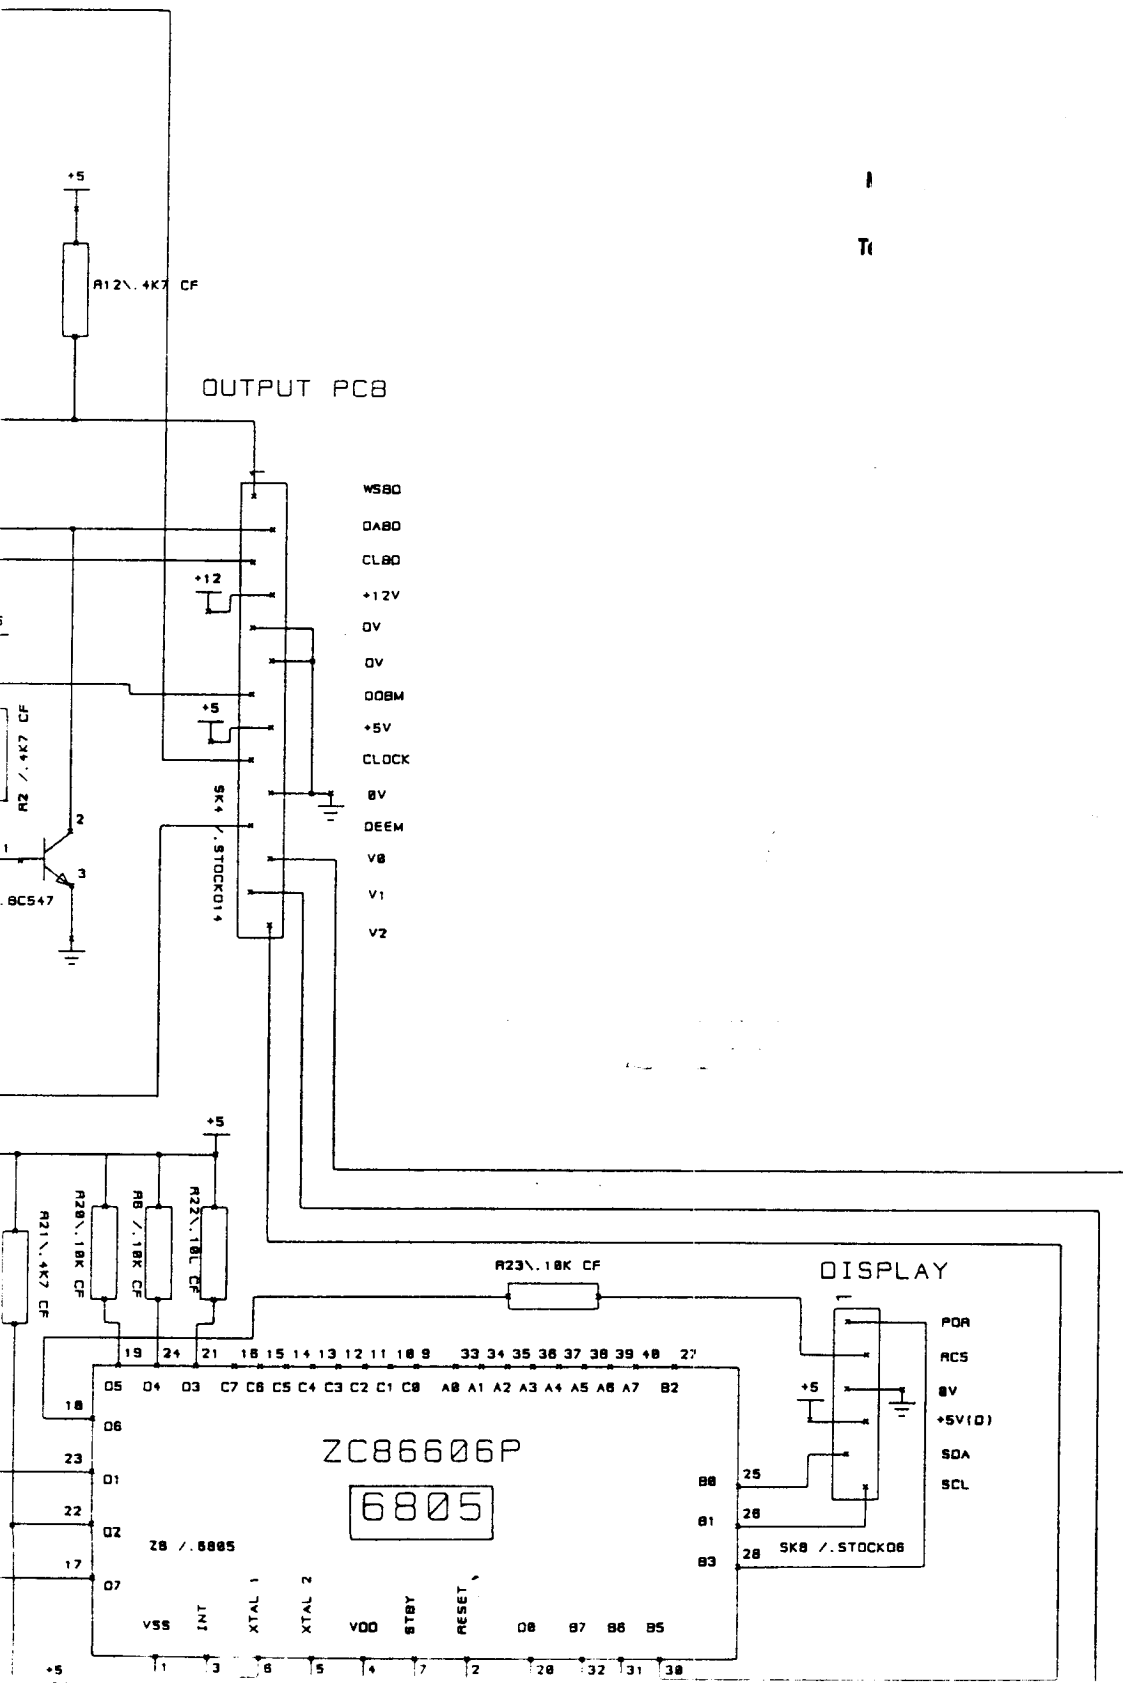 +5
R12\.4K7 CF
OUTPUT PCB
1
WSBD
DABD
CLBD
+12
+12V
0V
0V
DOBM
+5
+5V
CLOCK
0V
DEEM
V0
V1
V2
SK4 /.STOCKO14
R2 /.4K7 CF
2
1
3
.BC547
+5
R21\.4K7 CF
R20\.10K CF
R8 /.10K CF
R22\.10L CF
R23\.10K CF
DISPLAY
1
POR
RCS
0V
+5
+5V(D)
SDA
SCL
SK8 /.STOCKO6
19 24 21 16 15 14 13 12 11 10 9 33 34 35 36 37 38 39 40 27
D5 D4 D3 C7 C6 C5 C4 C3 C2 C1 C0 A0 A1 A2 A3 A4 A5 A6 A7 B2
18
D6
23
D1
22
D2
17
D7
ZC86606P
6805
Z8 /.6805
B0 25
B1 26
B3 28
VSS INT XTAL 1 XTAL 2 VDD STBY RESET D0 B7 B6 B5
+5
1 3 6 5 4 7 2 20 32 31 30